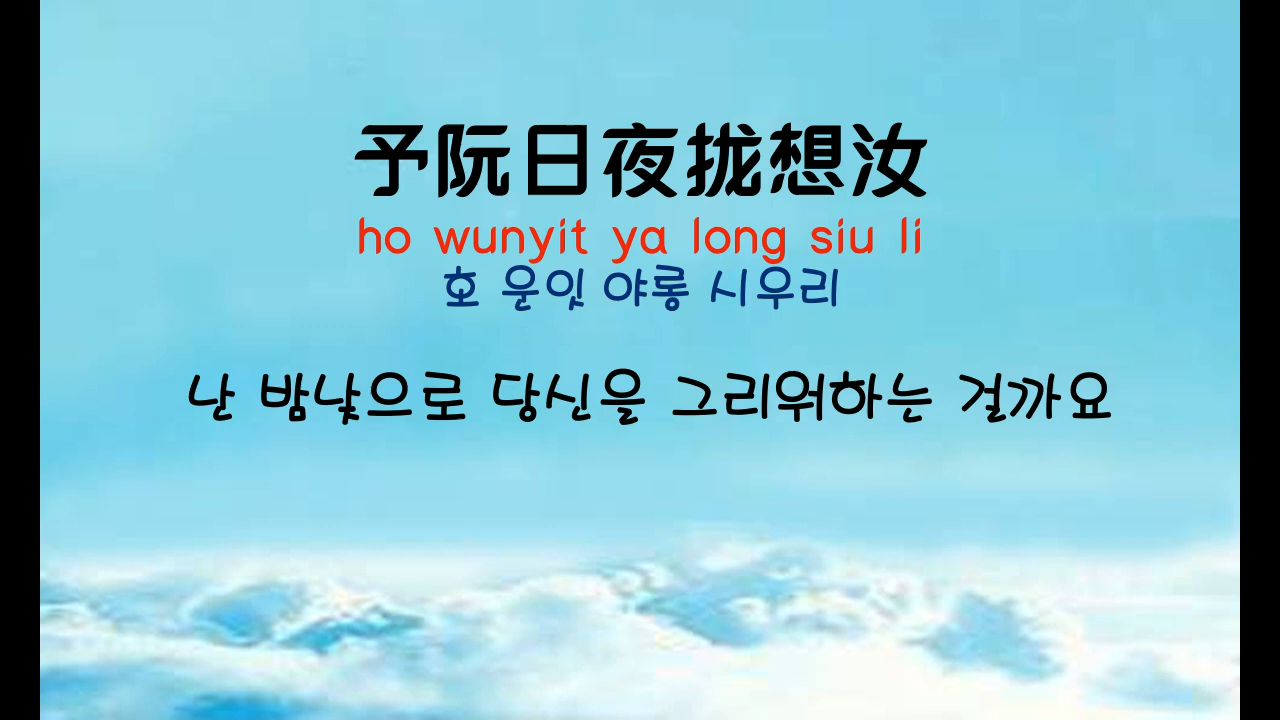 予阮日夜拢想汝
ho wunyit ya long siu li
호 운잇 야롱 시우리
난 밤낮으로 당신을 그리워하는 걸까요